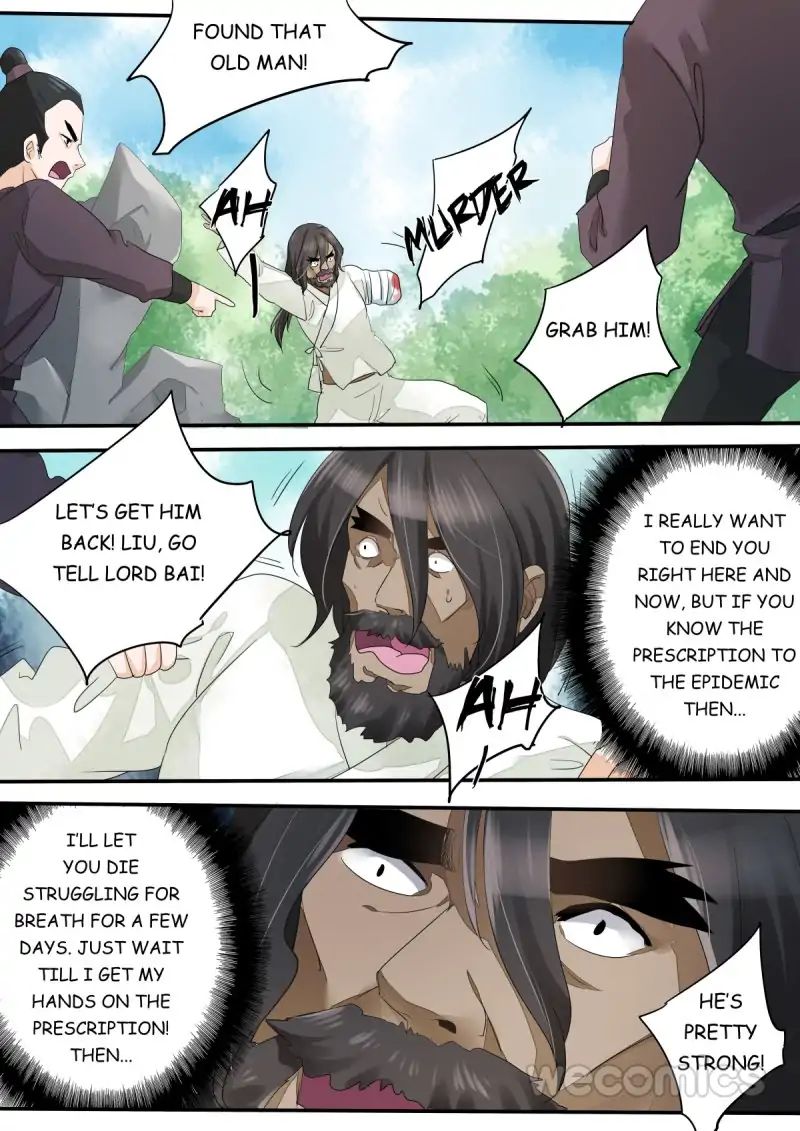 FOUND THAT
OLD MAN!
AH
MURDER
GRAB HIM!
LET'S GET HIM
BACK! LIU, GO
TELL LORD BAI!
I REALLY WANT
TO END YOU
RIGHT HERE AND
NOW, BUT IF YOU
KNOW THE
PRESCRIPTION TO
THE EPIDEMIC
THEN...
AH
I'LL LET
YOU DIE
STRUGGLING FOR
BREATH FOR A FEW
DAYS. JUST WAIT
TILL I GET MY
HANDS ON THE
PRESCRIPTION!
THEN...
HE'S
PRETTY
STRONG!
wecomics